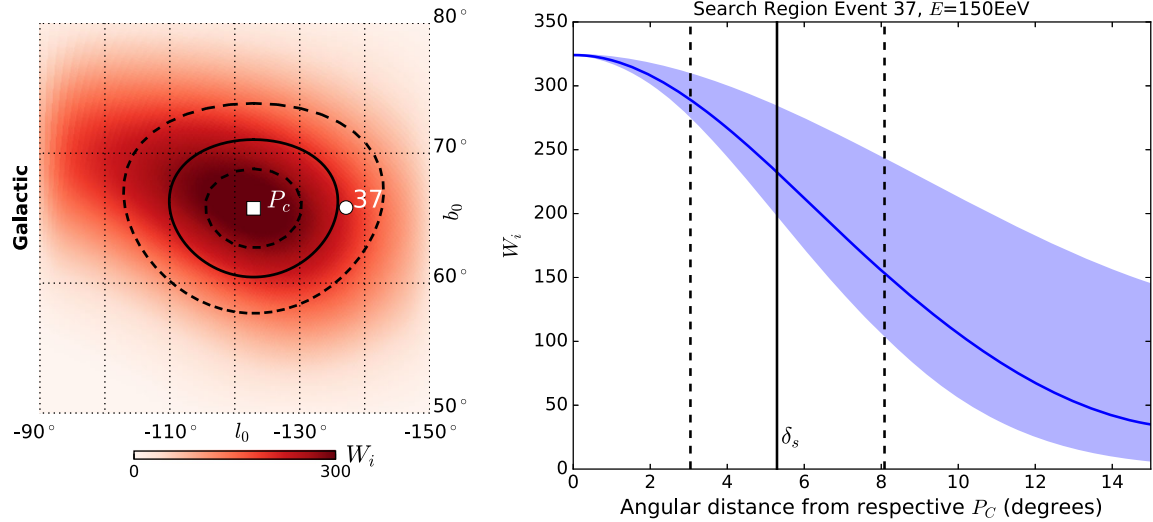 80°
70°
60°
50°
b₀
Galactic
P_c
37
-90°
-110°
l₀
-130°
-150°
0
300
W_i
Search Region Event 37, E=150EeV
350
300
250
200
150
100
50
0
W_i
δ_s
0 2 4 6 8 10 12 14
Angular distance from respective P_C (degrees)